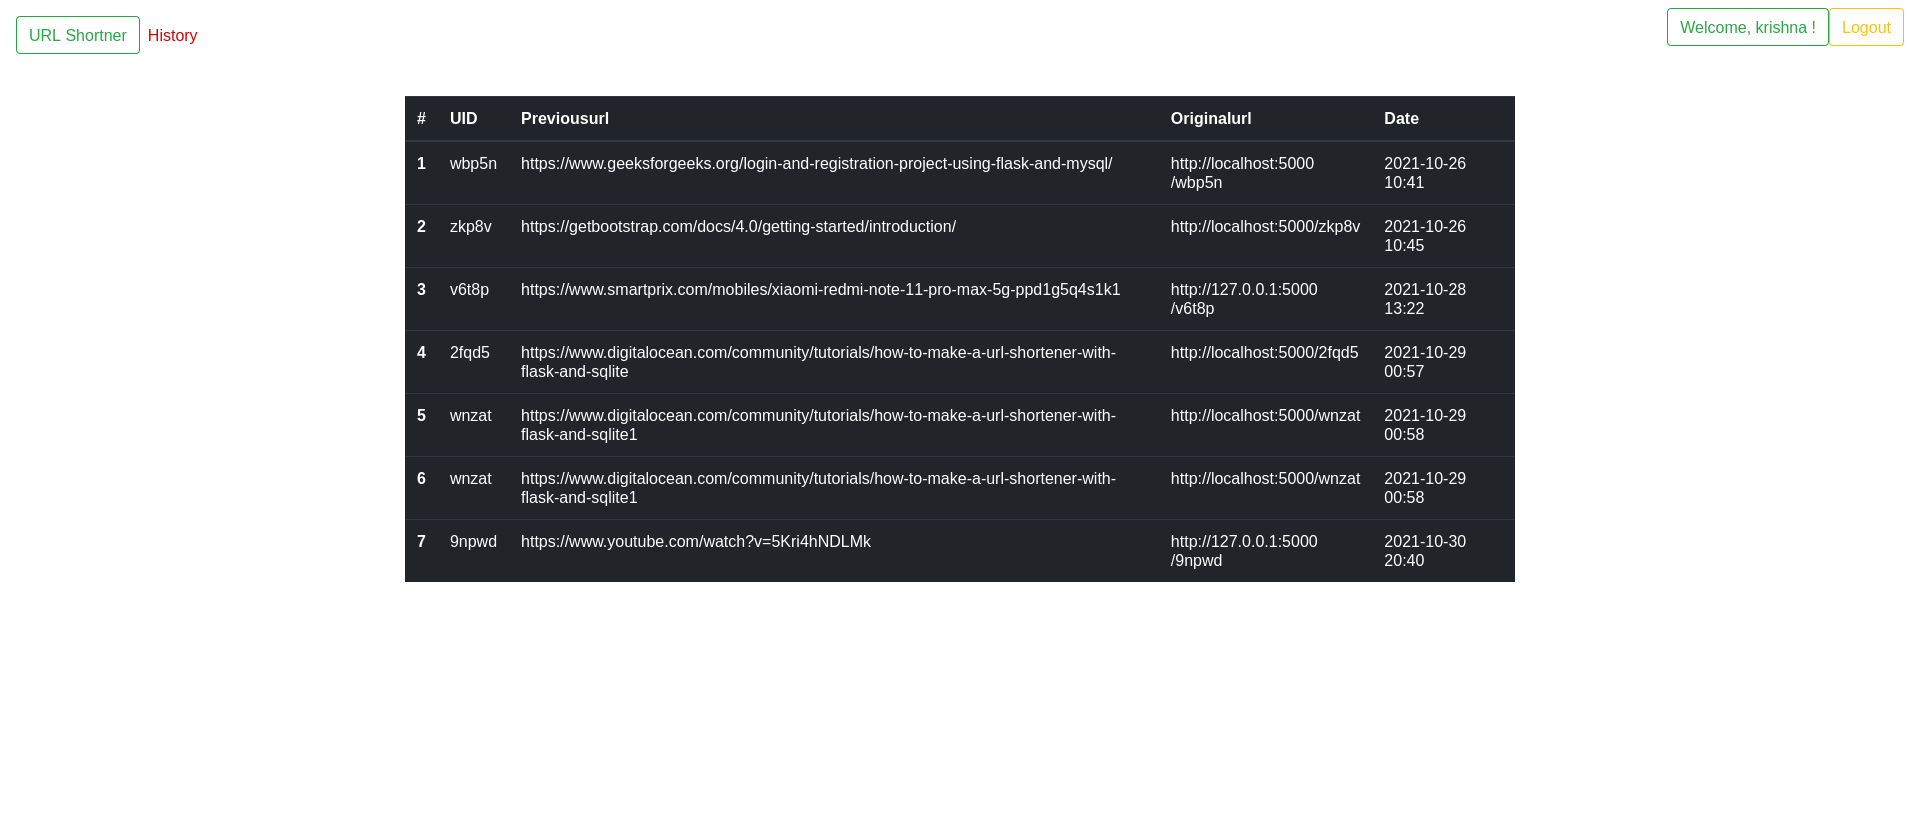 URL Shortner History Welcome, krishna ! Logout
# UID Previousurl Originalurl Date
1 wbp5n https://www.geeksforgeeks.org/login-and-registration-project-using-flask-and-mysql/ http://localhost:5000 2021-10-26
/wbp5n 10:41
2 zkp8v https://getbootstrap.com/docs/4.0/getting-started/introduction/ http://localhost:5000/zkp8v 2021-10-26
10:45
3 v6t8p https://www.smartprix.com/mobiles/xiaomi-redmi-note-11-pro-max-5g-ppd1g5q4s1k1 http://127.0.0.1:5000 2021-10-28
/v6t8p 13:22
4 2fqd5 https://www.digitalocean.com/community/tutorials/how-to-make-a-url-shortener-with- http://localhost:5000/2fqd5 2021-10-29
flask-and-sqlite 00:57
5 wnzat https://www.digitalocean.com/community/tutorials/how-to-make-a-url-shortener-with- http://localhost:5000/wnzat 2021-10-29
flask-and-sqlite1 00:58
6 wnzat https://www.digitalocean.com/community/tutorials/how-to-make-a-url-shortener-with- http://localhost:5000/wnzat 2021-10-29
flask-and-sqlite1 00:58
7 9npwd https://www.youtube.com/watch?v=5Kri4hNDLMk http://127.0.0.1:5000 2021-10-30
/9npwd 20:40